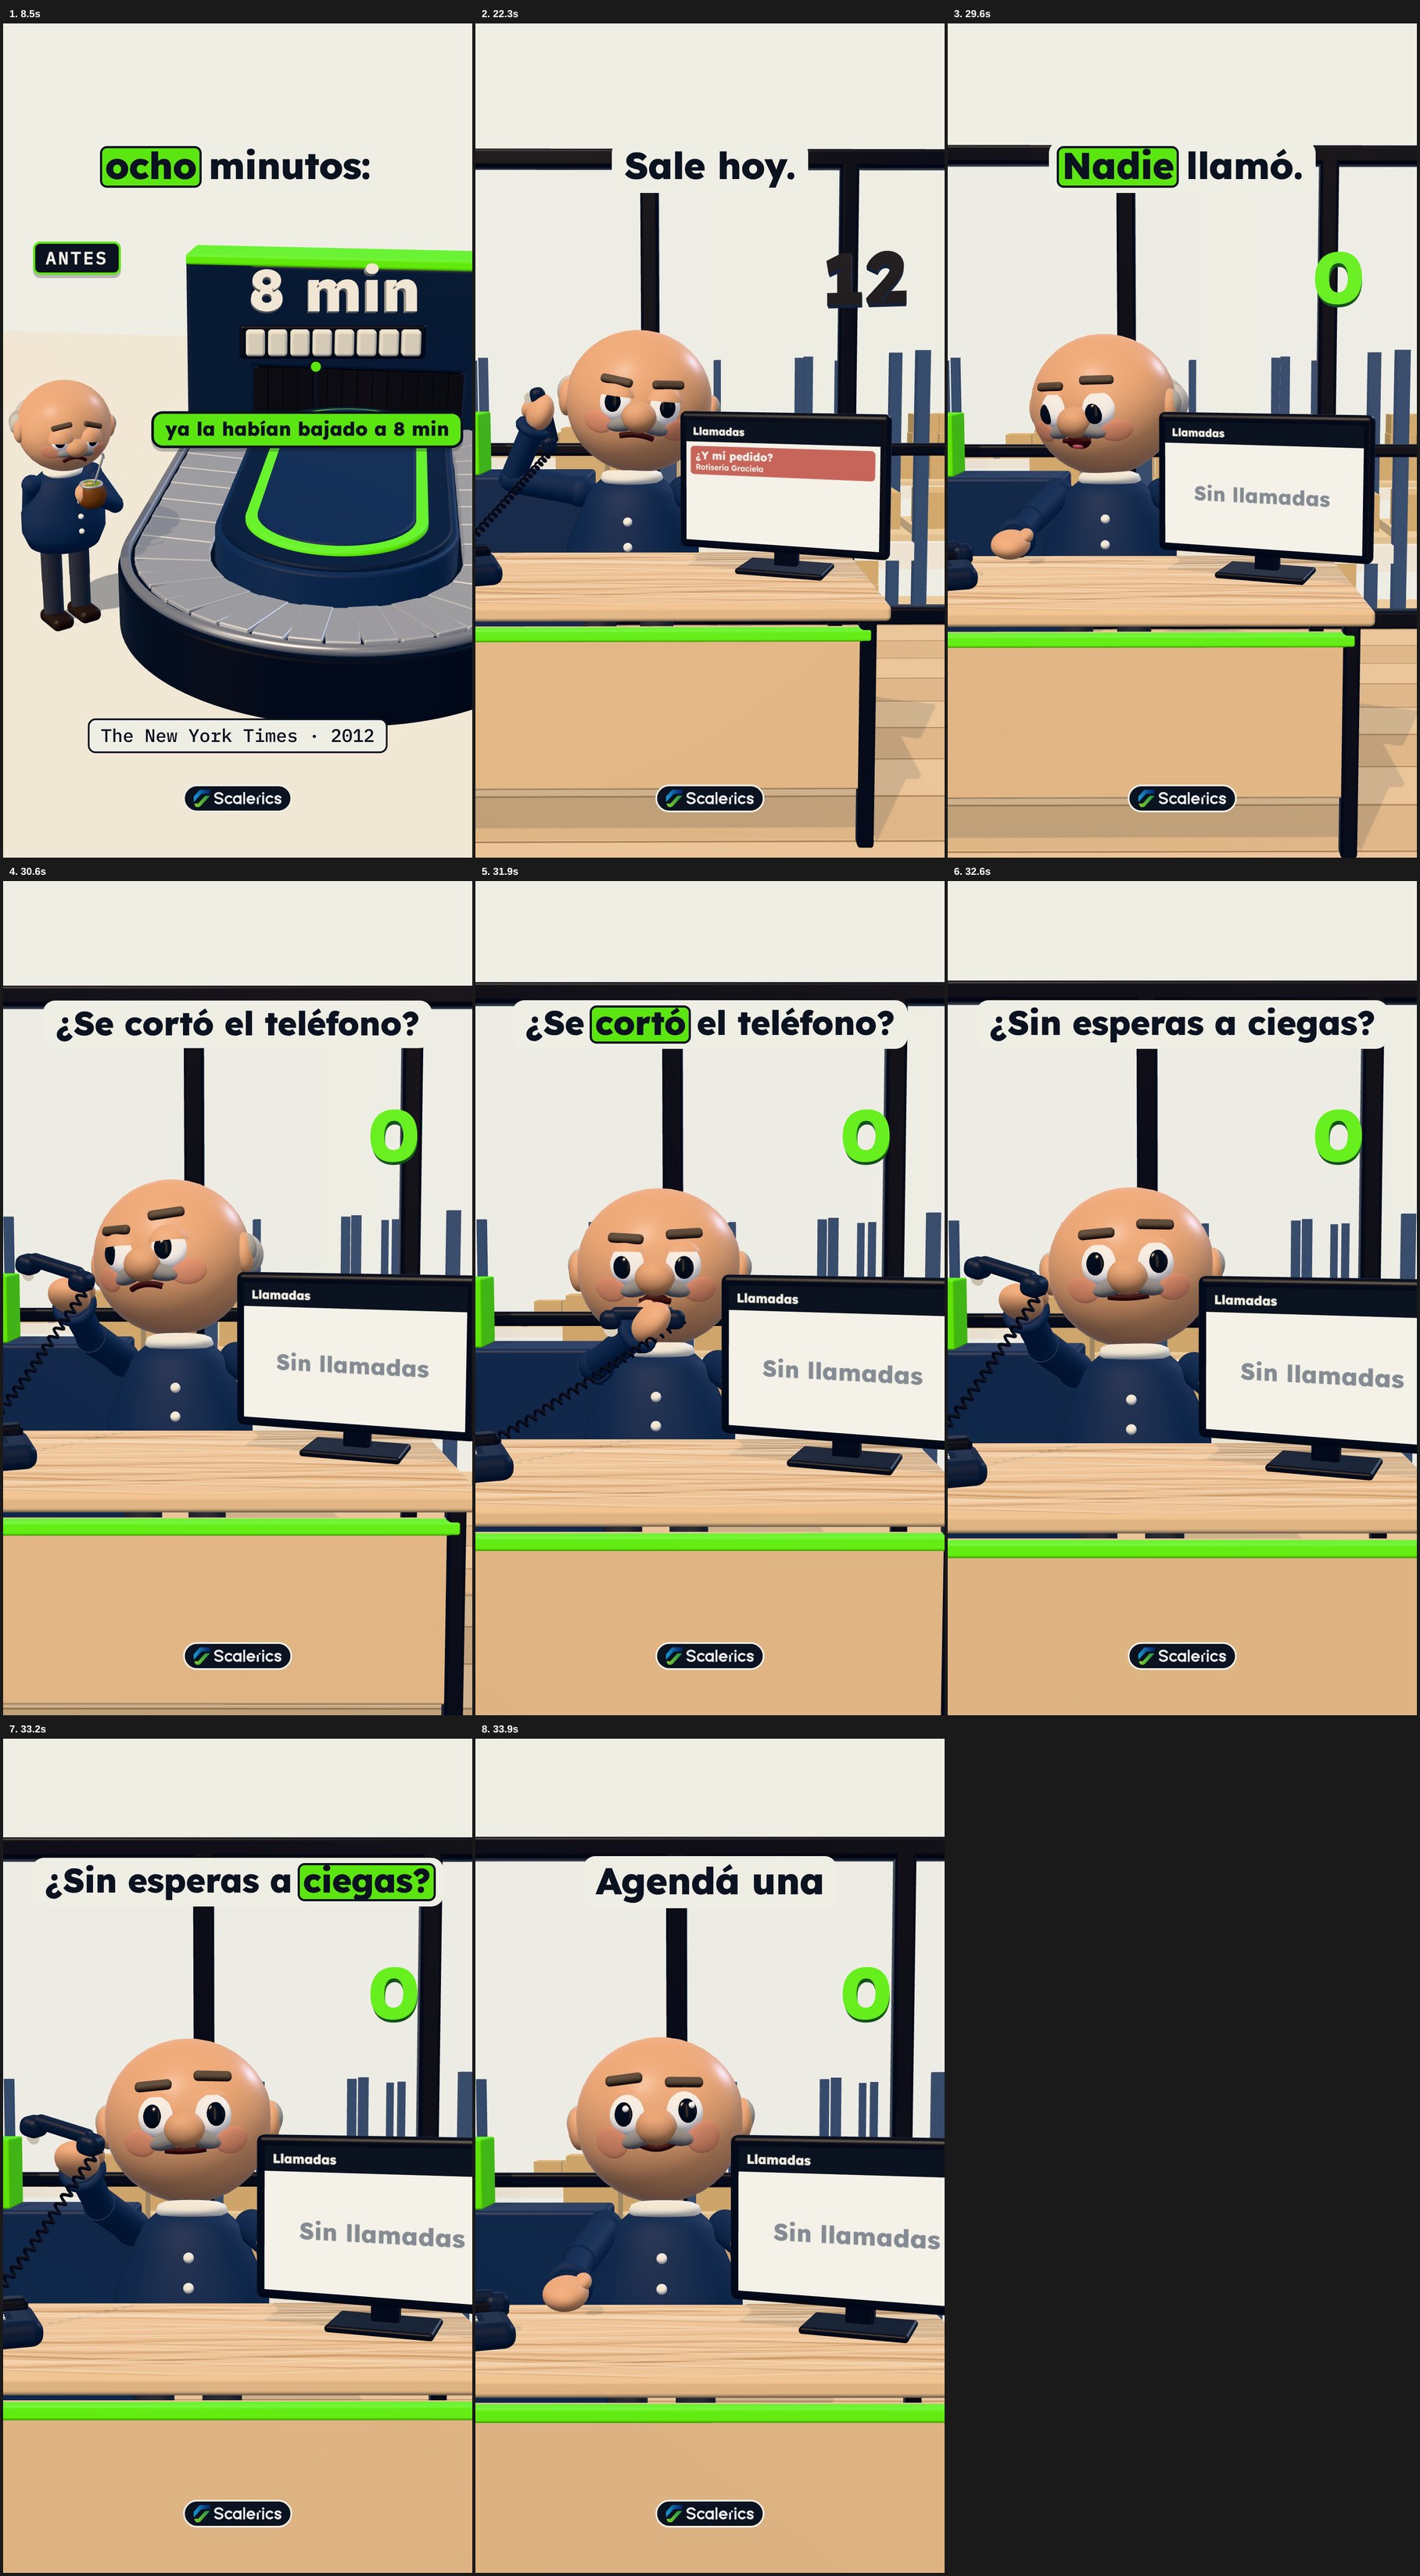 1. 8.5s
ocho minutos:
ANTES
8 min
ya la habían bajado a 8 min
The New York Times · 2012
Scalerics
2. 22.3s
Sale hoy.
12
Llamadas
¿Y mi pedido?
Rotisería Graciela
Scalerics
3. 29.6s
Nadie llamó.
0
Llamadas
Sin llamadas
Scalerics
4. 30.6s
¿Se cortó el teléfono?
0
Llamadas
Sin llamadas
Scalerics
5. 31.9s
¿Se cortó el teléfono?
0
Llamadas
Sin llamadas
Scalerics
6. 32.6s
¿Sin esperas a ciegas?
0
Llamadas
Sin llamadas
Scalerics
7. 33.2s
¿Sin esperas a ciegas?
0
Llamadas
Sin llamadas
Scalerics
8. 33.9s
Agendá una
0
Llamadas
Sin llamadas
Scalerics